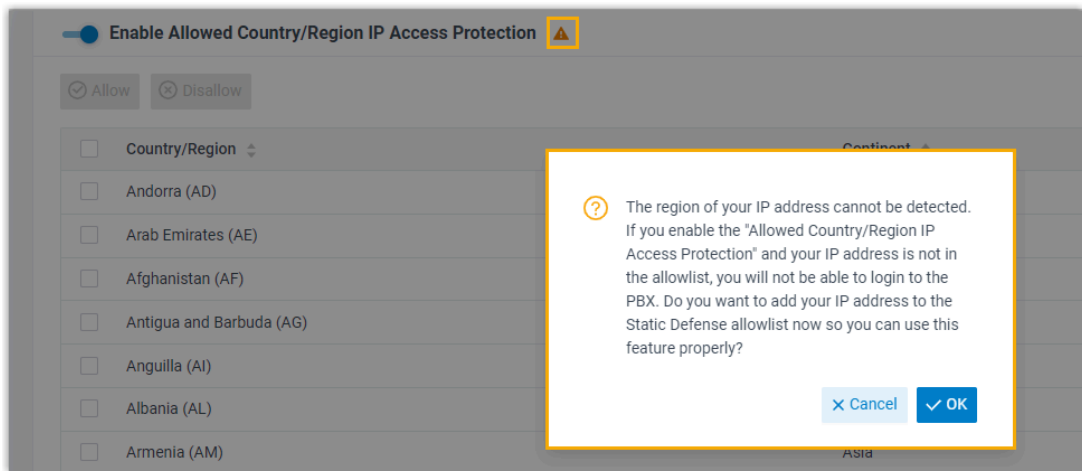 Enable Allowed Country/Region IP Access Protection
Allow Disallow
Country/Region Continent
Andorra (AD)
Arab Emirates (AE)
Afghanistan (AF)
Antigua and Barbuda (AG)
Anguilla (AI)
Albania (AL)
Armenia (AM) Asia
The region of your IP address cannot be detected.
If you enable the "Allowed Country/Region IP
Access Protection" and your IP address is not in
the allowlist, you will not be able to login to the
PBX. Do you want to add your IP address to the
Static Defense allowlist now so you can use this
feature properly?
Cancel OK